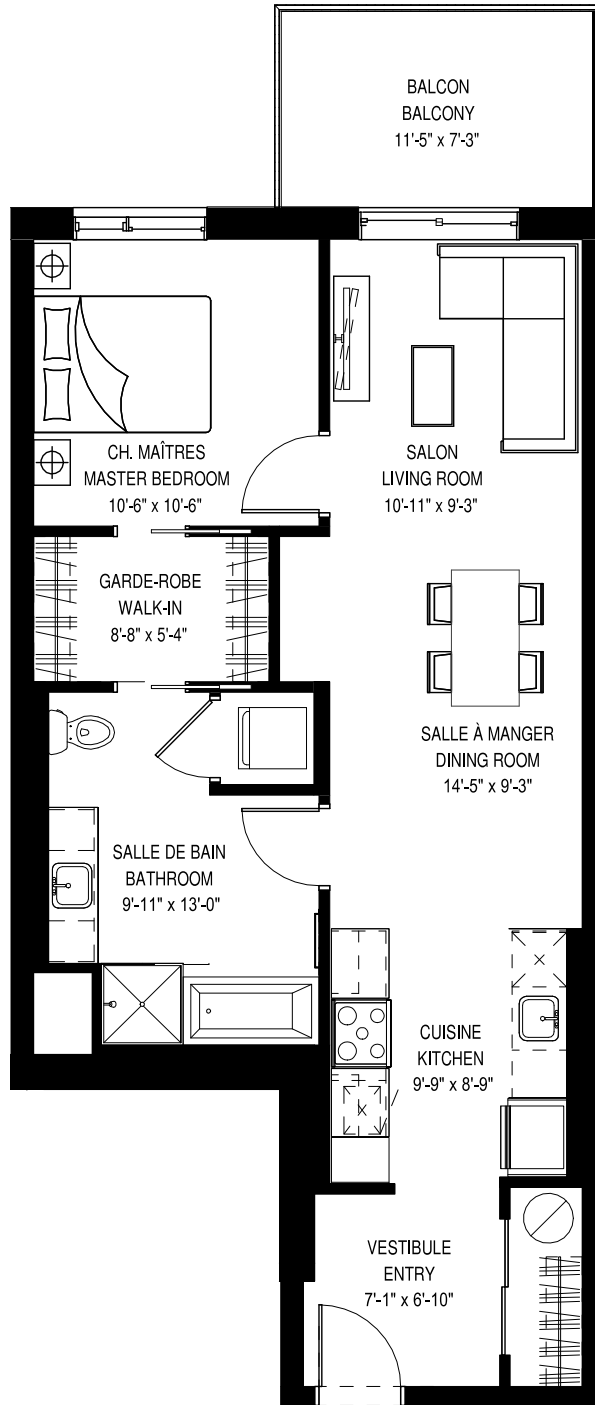 BALCON
BALCONY
11'-5" x 7'-3"
CH. MAÎTRES
MASTER BEDROOM
10'-6" x 10'-6"
SALON
LIVING ROOM
10'-11" x 9'-3"
GARDE-ROBE
WALK-IN
8'-8" x 5'-4"
SALLE À MANGER
DINING ROOM
14'-5" x 9'-3"
SALLE DE BAIN
BATHROOM
9'-11" x 13'-0"
CUISINE
KITCHEN
9'-9" x 8'-9"
VESTIBULE
ENTRY
7'-1" x 6'-10"